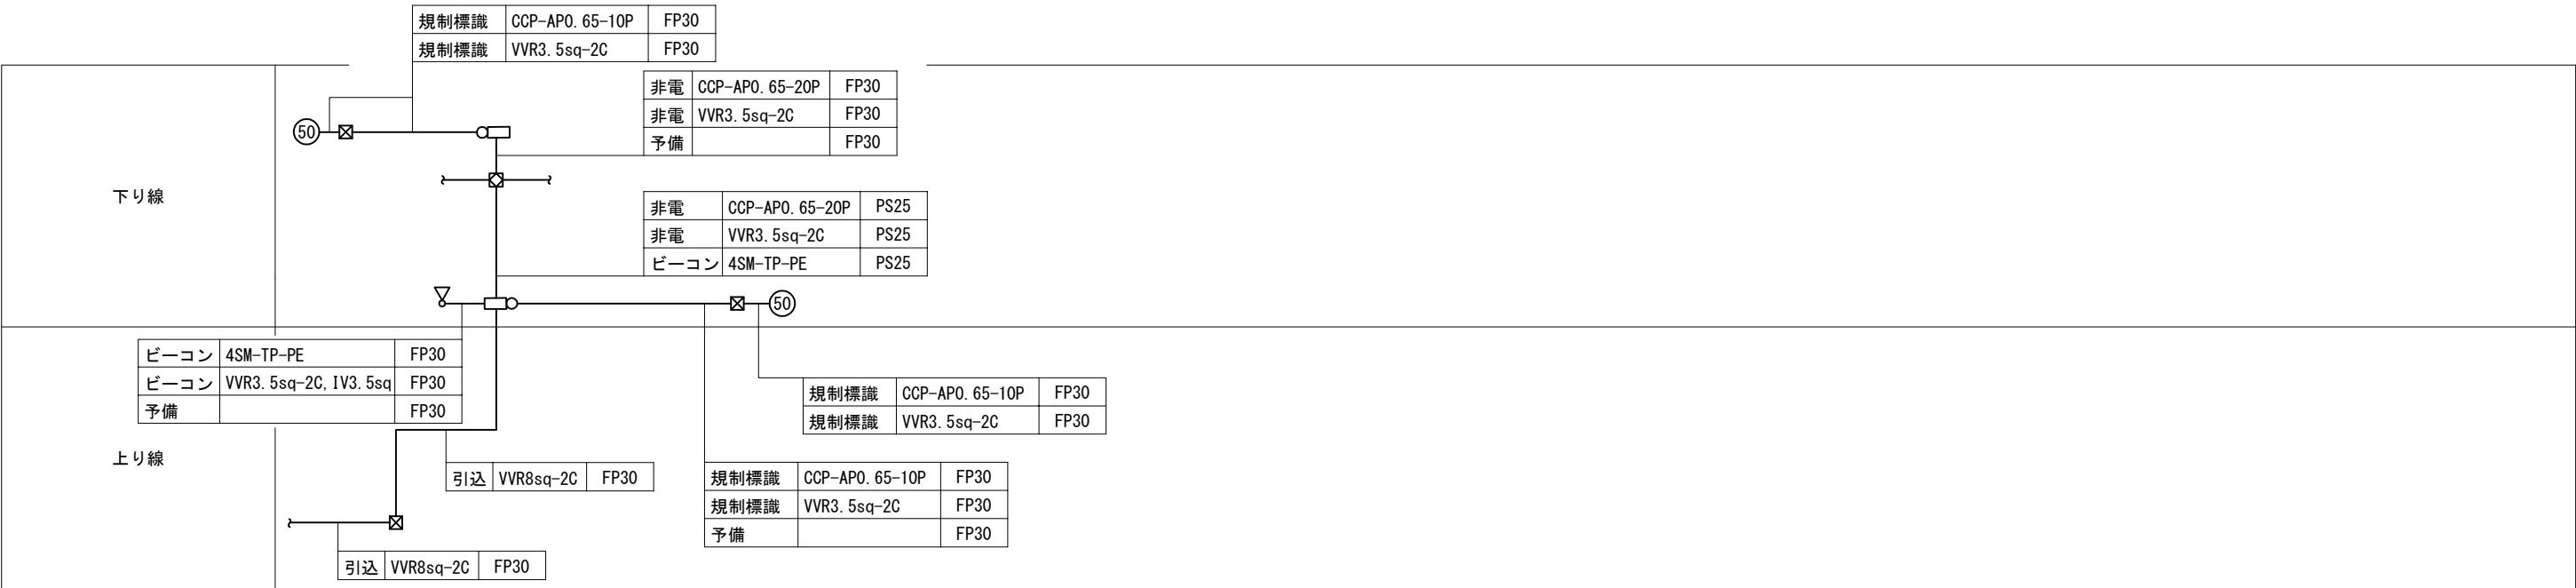 規制標識 CCP-AP0.65-10P FP30
規制標識 VVR3.5sq-2C FP30
非電 CCP-AP0.65-20P FP30
非電 VVR3.5sq-2C FP30
予備 FP30
50
下り線
非電 CCP-AP0.65-20P PS25
非電 VVR3.5sq-2C PS25
ビーコン 4SM-TP-PE PS25
50
ビーコン 4SM-TP-PE FP30
ビーコン VVR3.5sq-2C,IV3.5sq FP30
予備 FP30
規制標識 CCP-AP0.65-10P FP30
規制標識 VVR3.5sq-2C FP30
上り線
引込 VVR8sq-2C FP30
規制標識 CCP-AP0.65-10P FP30
規制標識 VVR3.5sq-2C FP30
予備 FP30
引込 VVR8sq-2C FP30